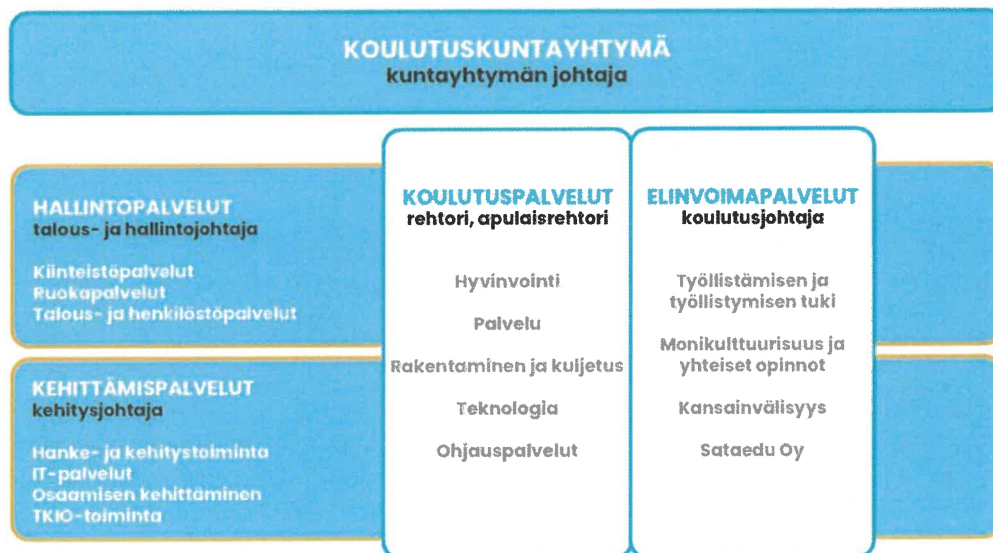 KOULUTUSKUNTAYHTYMÄ
kuntayhtymän johtaja
HALLINTOPALVELUT
talous- ja hallintojohtaja
Kiinteistöpalvelut
Ruokapalvelut
Talous- ja henkilöstöpalvelut
KEHITTÄMISPALVELUT
kehitysjohtaja
Hanke- ja kehitystoiminta
IT-palvelut
Osaamisen kehittäminen
TKIO-toiminta
KOULUTUSPALVELUT
rehtori, apulaisrehtori
Hyvinvointi
Palvelu
Rakentaminen ja kuljetus
Teknologia
Ohjauspalvelut
ELINVOIMAPALVELUT
koulutusjohtaja
Työllistämisen ja
työllistymisen tuki
Monikulttuurisuus ja
yhteiset opinnot
Kansainvälisyys
Sataedu Oy